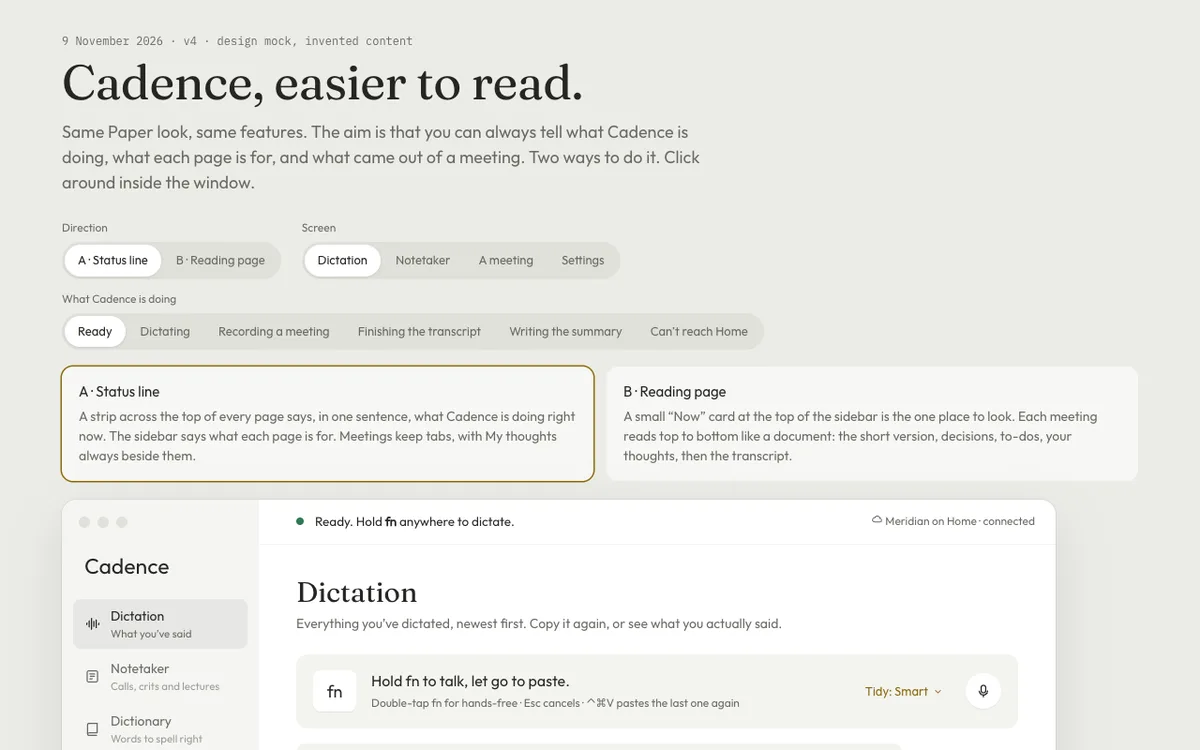 9 November 2026 · v4 · design mock, invented content
Cadence, easier to read.
Same Paper look, same features. The aim is that you can always tell what Cadence is
doing, what each page is for, and what came out of a meeting. Two ways to do it. Click
around inside the window.
Direction
Screen
A · Status line
B · Reading page
Dictation
Notetaker
A meeting
Settings
What Cadence is doing
Ready
Dictating
Recording a meeting
Finishing the transcript
Writing the summary
Can't reach Home
A · Status line
A strip across the top of every page says, in one sentence, what Cadence is doing right
now. The sidebar says what each page is for. Meetings keep tabs, with My thoughts
always beside them.
B · Reading page
A small “Now” card at the top of the sidebar is the one place to look. Each meeting
reads top to bottom like a document: the short version, decisions, to-dos, your
thoughts, then the transcript.
Ready. Hold fn anywhere to dictate.
Meridian on Home · connected
Cadence
Dictation
What you've said
Notetaker
Calls, crits and lectures
Dictionary
Words to spell right
Dictation
Everything you've dictated, newest first. Copy it again, or see what you actually said.
fn
Hold fn to talk, let go to paste.
Double-tap fn for hands-free · Esc cancels · ⌃⌘V pastes the last one again
Tidy: Smart